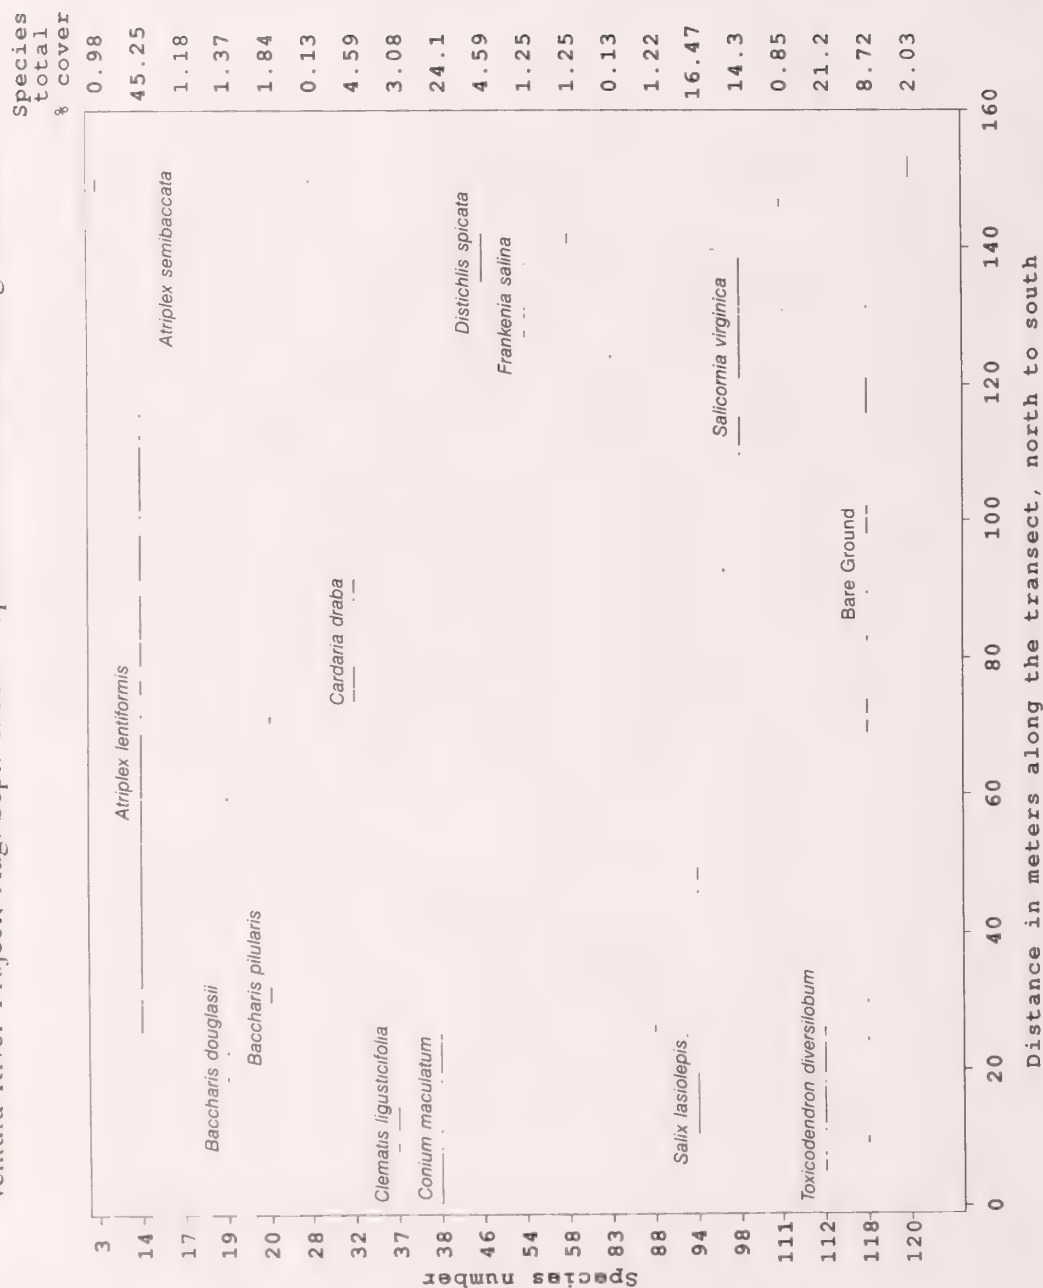 Species
total
% cover
0.98
45.25
1.18
1.37
1.84
0.13
4.59
3.08
24.1
4.59
1.25
1.25
0.13
1.22
16.47
14.3
0.85
21.2
8.72
2.03
Atriplex semibaccata
Atriplex lentiformis
Baccharis douglasii
Baccharis pilularis
Cardaria draba
Clematis ligusticifolia
Conium maculatum
Distichlis spicata
Frankenia salina
Salix lasiolepis
Salicornia virginica
Toxicodendron diversilobum
Bare Ground
3
14
17
19
20
28
32
37
38
46
54
58
83
88
94
98
111
112
118
120
Species number
0 20 40 60 80 100 120 140 160
Distance in meters along the transect, north to south